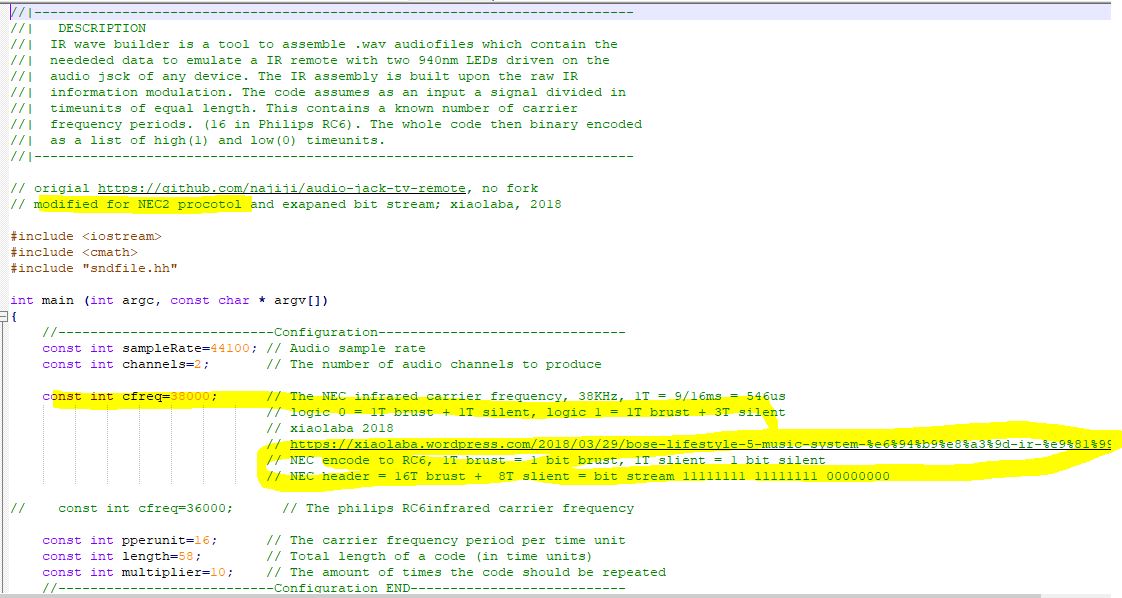 //|---------------------------------------------------------------------------
//|   DESCRIPTION
//|  IR wave builder is a tool to assemble .wav audiofiles which contain the
//|  neededed data to emulate a IR remote with two 940nm LEDs driven on the
//|  audio jsck of any device. The IR assembly is built upon the raw IR
//|  information modulation. The code assumes as an input a signal divided in
//|  timeunits of equal length. This contains a known number of carrier
//|  frequency periods. (16 in Philips RC6). The whole code then binary encoded
//|  as a list of high(1) and low(0) timeunits.
//|---------------------------------------------------------------------------
// origial https://github.com/najiji/audio-jack-tv-remote, no fork
// modified for NEC2 procotol and exapaned bit stream; xiaolaba, 2018
#include <iostream>
#include <cmath>
#include "sndfile.hh"
int main (int argc, const char * argv[])
{
//---------------------------Configuration-------------------------------
const int sampleRate=44100; // Audio sample rate
const int channels=2;       // The number of audio channels to produce
const int cfreq=38000;      // The NEC infrared carrier frequency, 38KHz, 1T = 9/16ms = 546us
// logic 0 = 1T brust + 1T silent, logic 1 = 1T brust + 3T silent
// xiaolaba 2018
// https://xiaolaba.wordpress.com/2018/03/29/bose-lifestyle-5-music-system-%e6%94%b9%e8%a3%9d-ir-%e9%81%99
// NEC encode to RC6, 1T brust = 1 bit brust, 1T slient = 1 bit silent
// NEC header = 16T brust +  8T slient = bit stream 11111111 11111111 00000000
//    const int cfreq=36000;      // The philips RC6infrared carrier frequency
const int pperunit=16;      // The carrier frequency period per time unit
const int length=58;        // Total length of a code (in time units)
const int multiplier=10;    // The amount of times the code should be repeated
//---------------------------Configuration END---------------------------